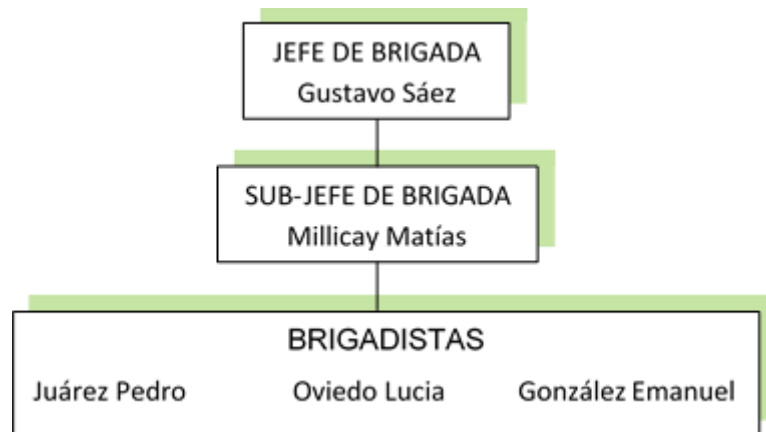 JEFE DE BRIGADA
Gustavo Sáez
SUB-JEFE DE BRIGADA
Millicay Matías
BRIGADISTAS
Juárez Pedro Oviedo Lucia González Emanuel